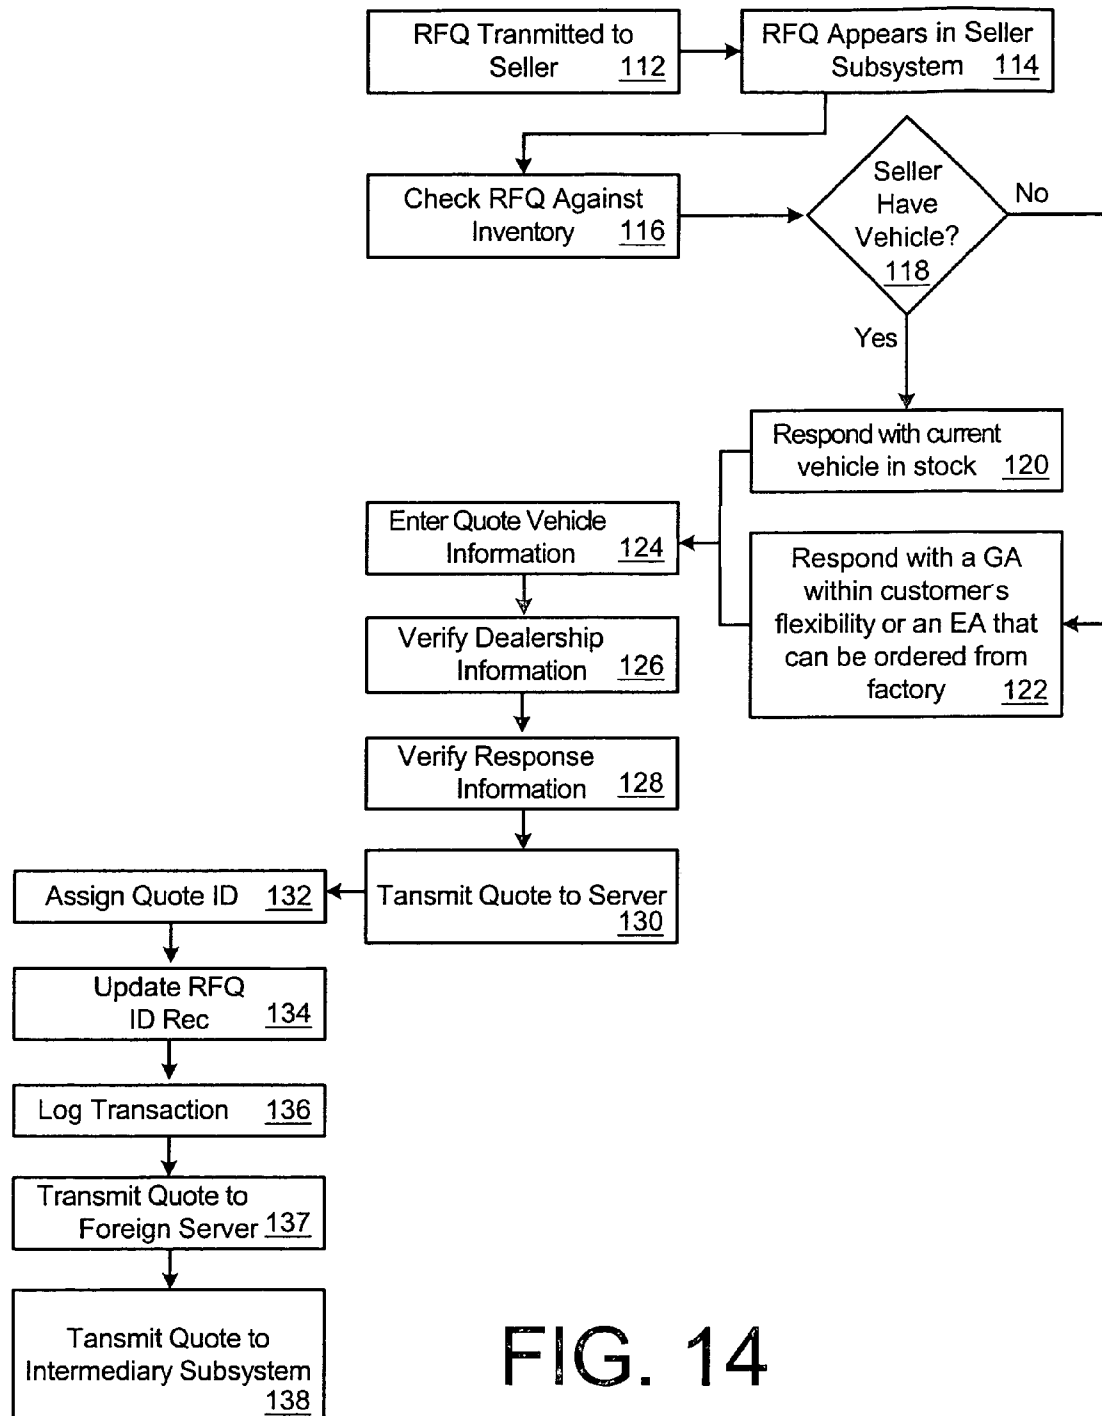 RFQ Tranmitted to
Seller 112
RFQ Appears in Seller
Subsystem 114
Check RFQ Against
Inventory 116
Seller
Have
Vehicle?
118
No
Yes
Respond with current
vehicle in stock 120
Respond with a GA
within customer's
flexibility or an EA that
can be ordered from
factory 122
Enter Quote Vehicle
Information 124
Verify Dealership
Information 126
Verify Response
Information 128
Tansmit Quote to Server
130
Assign Quote ID 132
Update RFQ
ID Rec 134
Log Transaction 136
Transmit Quote to
Foreign Server 137
Tansmit Quote to
Intermediary Subsystem
138
FIG. 14